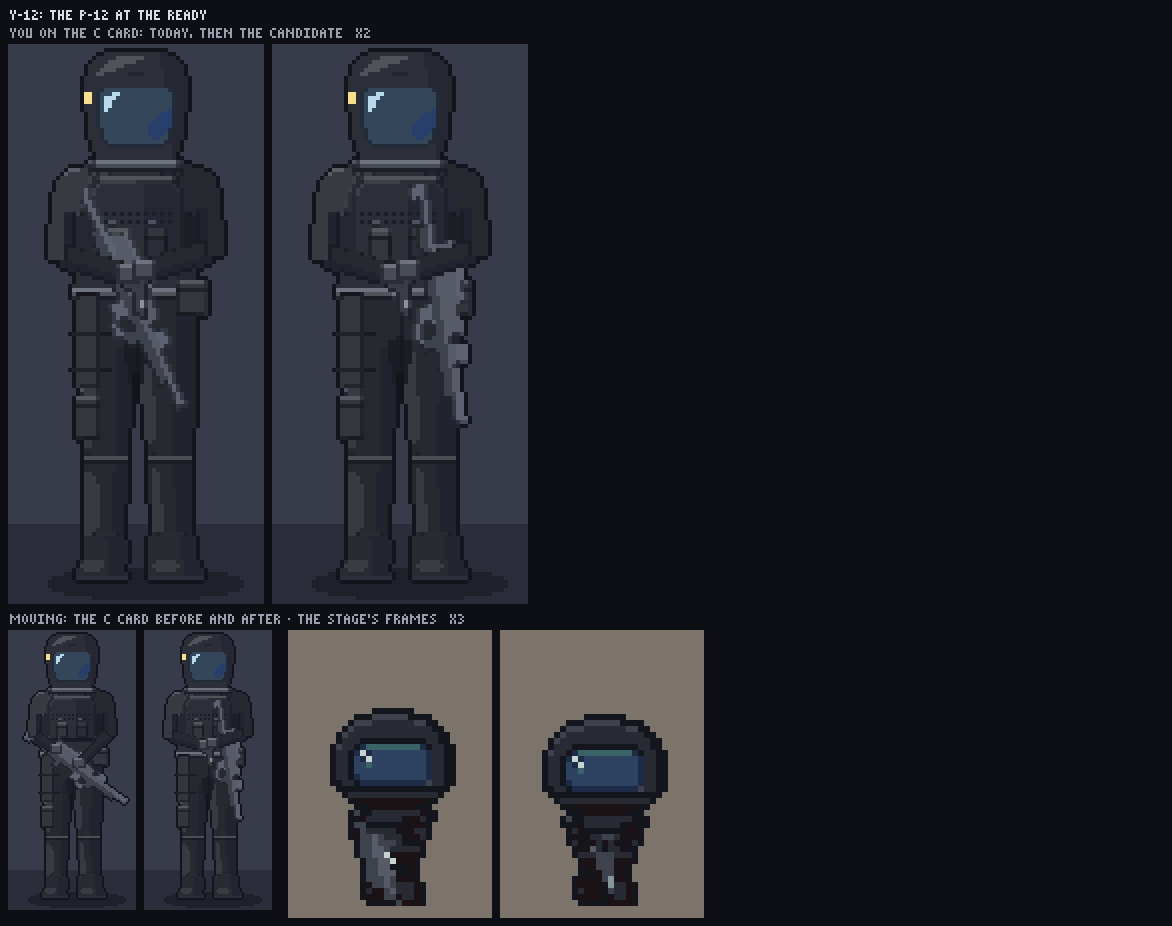 Y-12: THE P-12 AT THE READY
YOU ON THE C CARD: TODAY, THEN THE CANDIDATE X2
MOVING: THE C CARD BEFORE AND AFTER · THE STAGE'S FRAMES X3